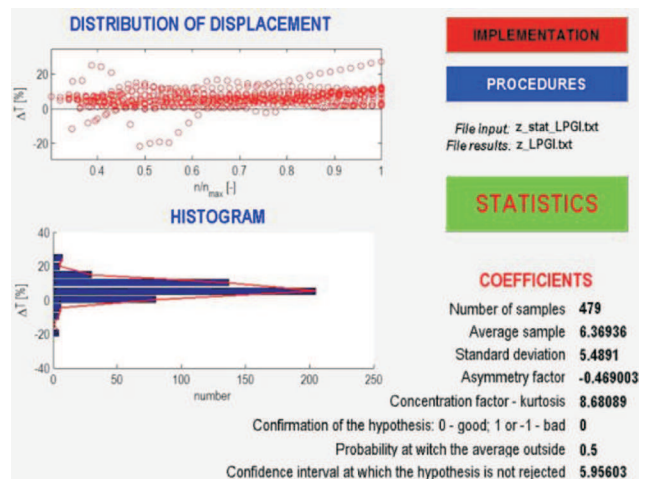 DISTRIBUTION OF DISPLACEMENT
20
0
-20
ΔT [%]
0.4 0.5 0.6 0.7 0.8 0.9 1
n/nmax [-]
HISTOGRAM
40
20
0
-20
-40
ΔT [%]
0 50 100 150 200 250
number
IMPLEMENTATION
PROCEDURES
File input: z_stat_LPGI.txt
File results: z_LPGI.txt
STATISTICS
COEFFICIENTS
Number of samples 479
Average sample 6.36936
Standard deviation 5.4891
Asymmetry factor -0.469003
Concentration factor - kurtosis 8.68089
Confirmation of the hypothesis: 0 - good; 1 or -1 - bad 0
Probability at witch the average outside 0.5
Confidence interval at which the hypothesis is not rejected 5.95603